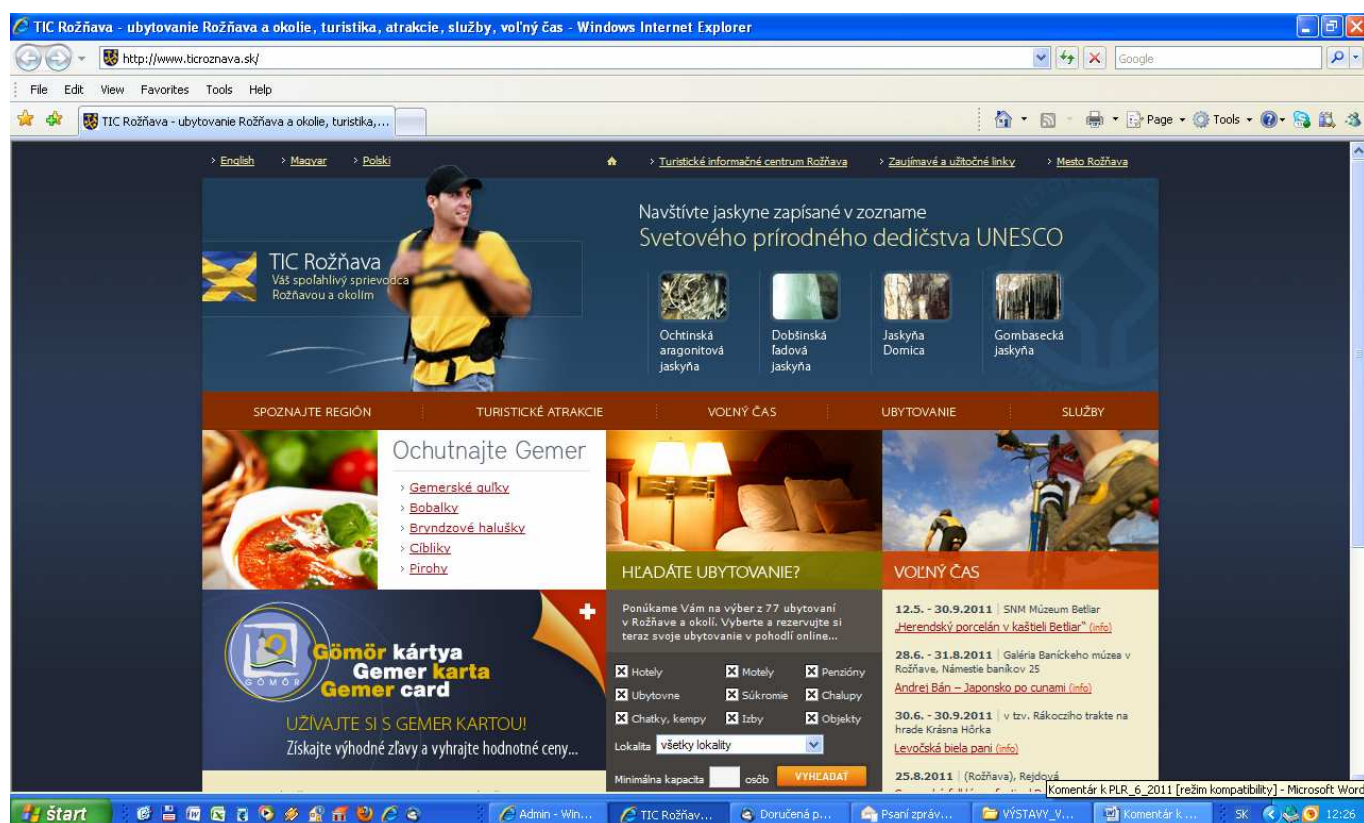 TIC Rožňava - ubytovanie Rožňava a okolie, turistika, atrakcie, služby, voľný čas - Windows Internet Explorer
http://www.ticroznava.sk/
Google
File Edit View Favorites Tools Help
TIC Rožňava - ubytovanie Rožňava a okolie, turistika,...
Page Tools
English Magyar Polski Turistické informačné centrum Rožňava Zaujímavé a užitočné linky Mesto Rožňava
Navštívte jaskyne zapísané v zozname
Svetového prírodného dedičstva UNESCO
TIC Rožňava
Váš spoľahlivý sprievodca
Rožňavou a okolím
Ochtinská
aragonitová
jaskyňa
Dobšinská
ľadová
jaskyňa
Jaskyňa
Domica
Gombasecká
jaskyňa
SPOZNAJTE REGIÓN TURISTICKÉ ATRAKCIE VOĽNÝ ČAS UBYTOVANIE SLUŽBY
Ochutnajte Gemer
Gemerské guľky
Bobalky
Bryndzové halušky
Cíbliky
Pirohy
HĽADÁTE UBYTOVANIE?
VOĽNÝ ČAS
GÖMÖR
Gömör kártya
Gemer karta
Gemer card
UŽÍVAJTE SI S GEMER KARTOU!
Získajte výhodné zľavy a vyhrajte hodnotné ceny...
Ponúkame Vám na výber z 77 ubytovaní
v Rožňave a okolí. Vyberte a rezervujte si
teraz svoje ubytovanie v pohodlí online...
Hotely Motely Penzióny
Ubytovne Súkromie Chalupy
Chatky, kempy Izby Objekty
Lokalita všetky lokality
Minimálna kapacita osôb VYHĽADAŤ
12.5. - 30.9.2011 | SNM Múzeum Betliar
„Herendský porcelán v kaštieli Betliar" (info)
28.6. - 31.8.2011 | Galéria Baníckeho múzea v
Rožňave, Námestie baníkov 25
Andrej Bán – Japonsko po cunami (info)
30.6. - 30.9.2011 | v tzv. Rákocziho trakte na
hrade Krásna Hôrka
Levočská biela pani (info)
25.8.2011 | (Rožňava), Rejdová
Komentár k PLR_6_2011 [režim kompatibility] - Microsoft Word
štart Admin - Win... TIC Rožňav... Doručená p... Psaní zpráv... VÝSTAVY_V... Komentár k ... SK 12:26